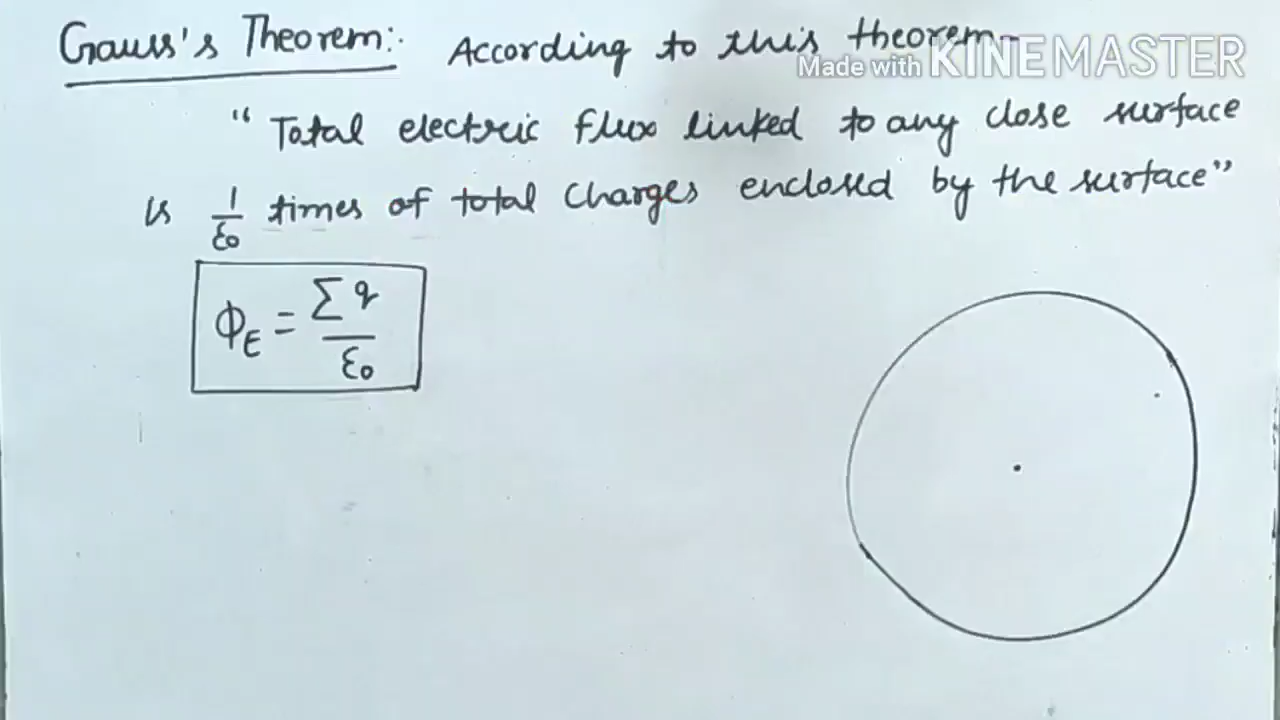 Gauss's Theorem:. According to this theorem-
Made with KINEMASTER
" Total electric flux linked to any close surface
is 1/ε0 times of total charges enclosed by the surface"
ΦE = Σq/ε0